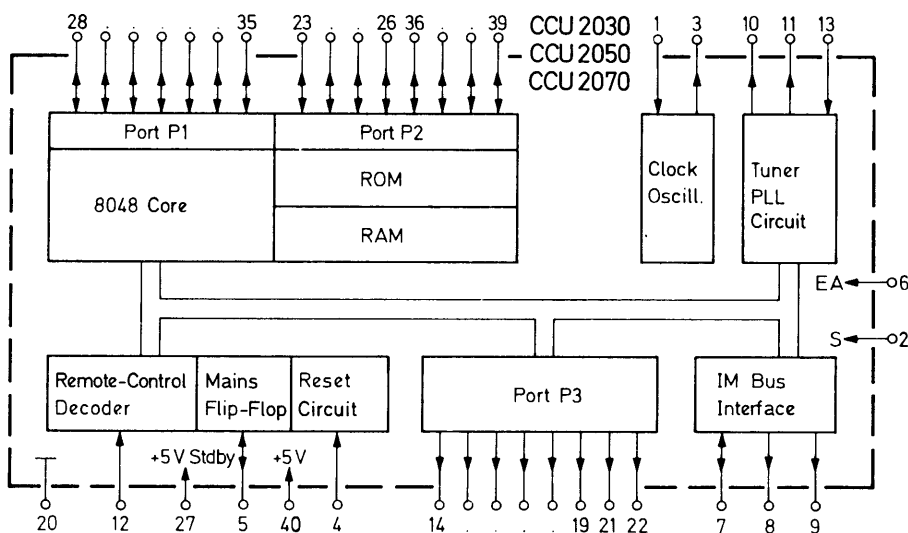 28 . . . . . 35 23 . . 26 36 . . 39 CCU 2030 1 3 10 11 13
CCU 2050
CCU 2070
Port P1 Port P2
8048 Core
ROM
RAM
Clock
Oscill.
Tuner
PLL
Circuit
EA 6
S 2
Remote-Control
Decoder
Mains
Flip-Flop
Reset
Circuit
Port P3
IM Bus
Interface
+5V Stdby +5V
20 12 27 5 40 4 14 . . . . 19 21 22 7 8 9